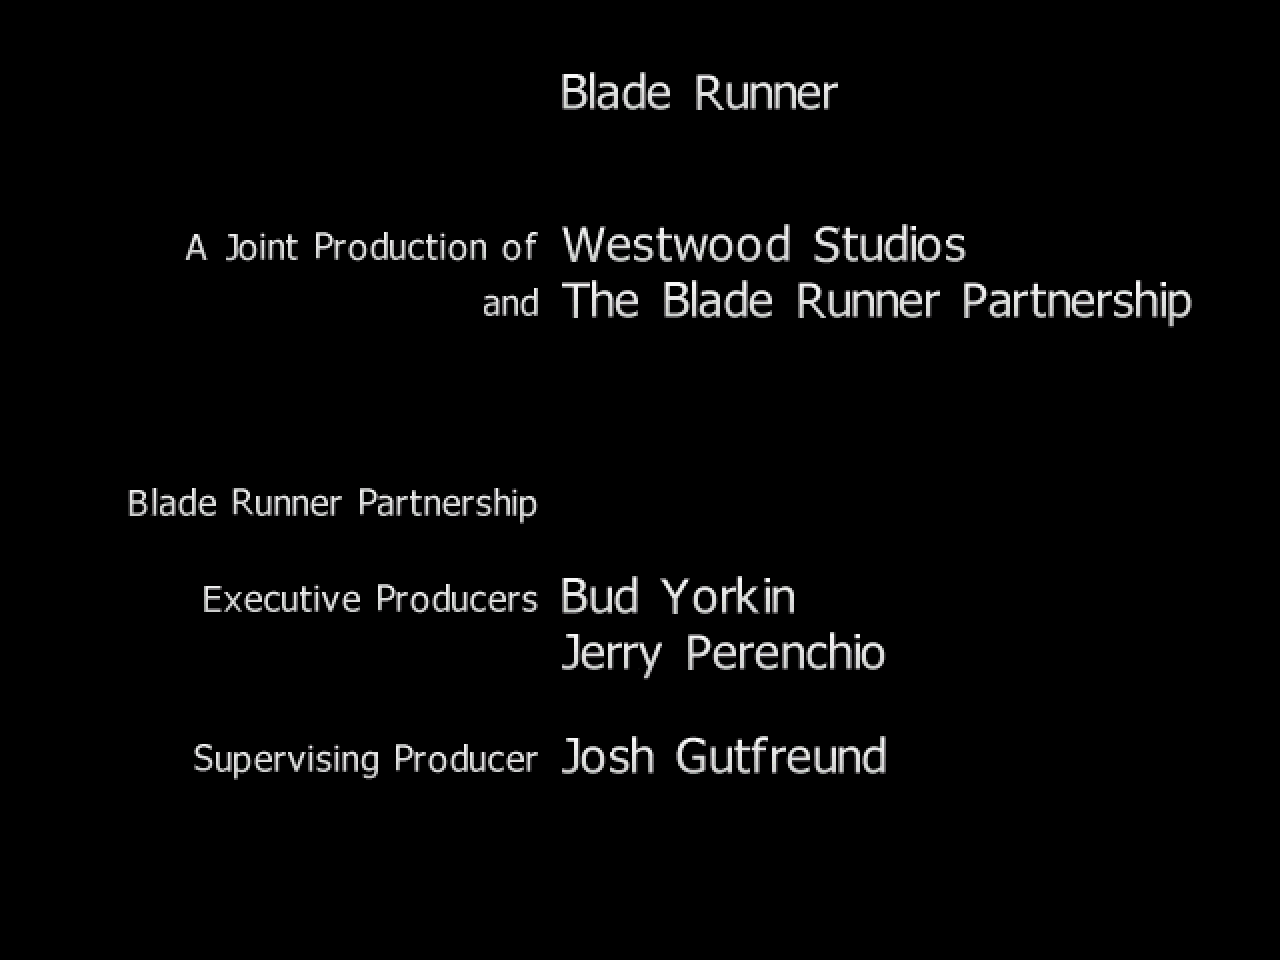 Blade Runner
A Joint Production of Westwood Studios
and The Blade Runner Partnership
Blade Runner Partnership
Executive Producers Bud Yorkin
Jerry Perenchio
Supervising Producer Josh Gutfreund